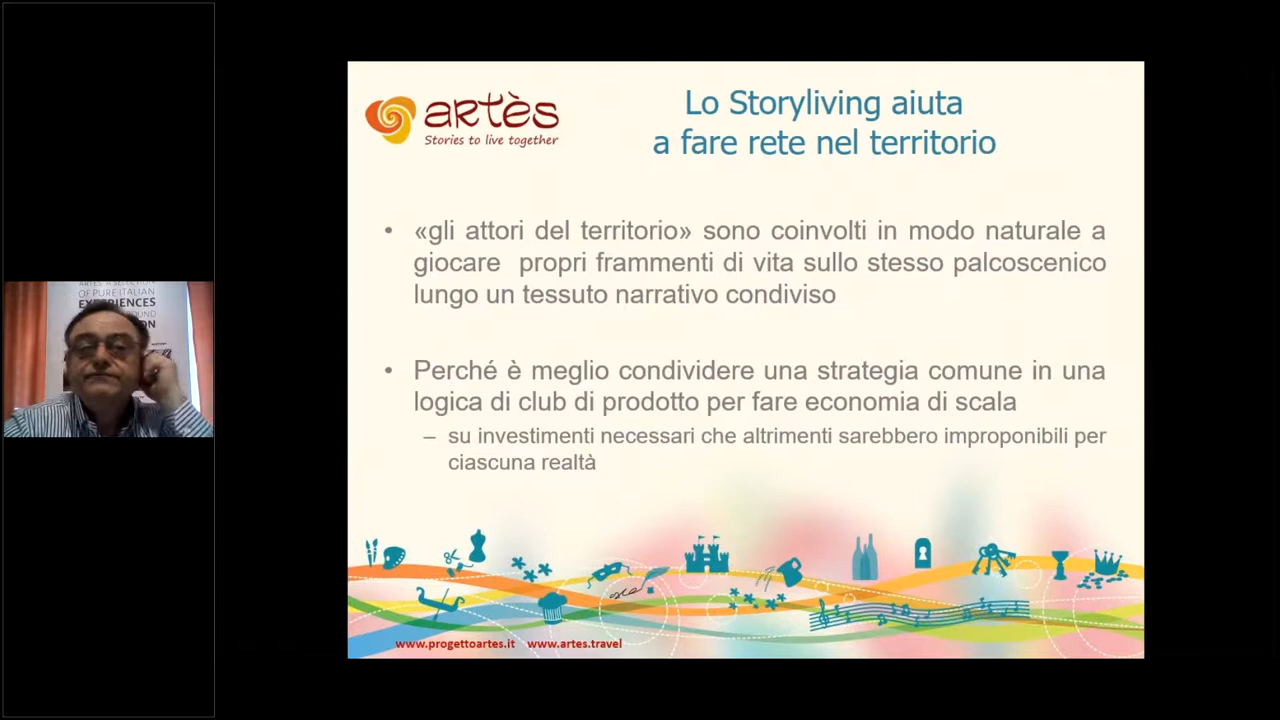 artès
Stories to live together
Lo Storyliving aiuta
a fare rete nel territorio
• «gli attori del territorio» sono coinvolti in modo naturale a
giocare propri frammenti di vita sullo stesso palcoscenico
lungo un tessuto narrativo condiviso
• Perché è meglio condividere una strategia comune in una
logica di club di prodotto per fare economia di scala
– su investimenti necessari che altrimenti sarebbero improponibili per
ciascuna realtà
www.progettoartes.it www.artes.travel
OF PURE ITALIAN
EXPERIENCES